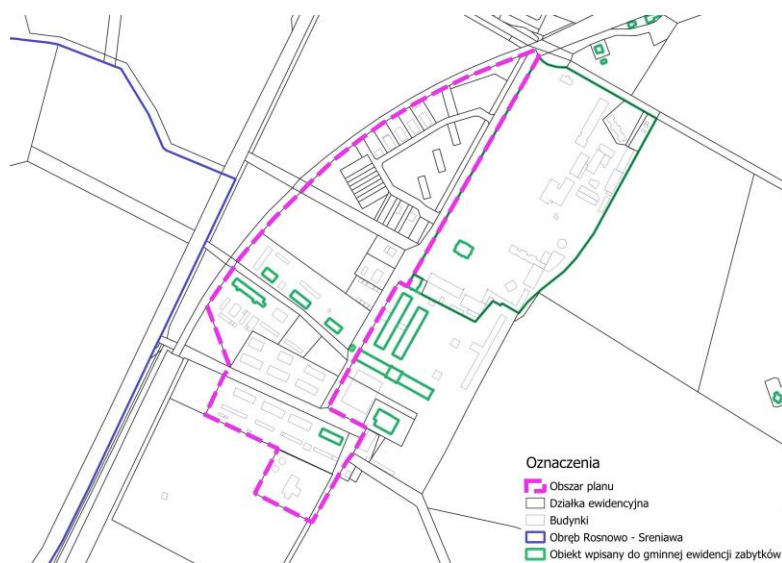 Oznaczenia
Obszar planu
Działka ewidencyjna
Budynki
Obręb Rosnowo - Sreniawa
Obiekt wpisany do gminnej ewidencji zabytków